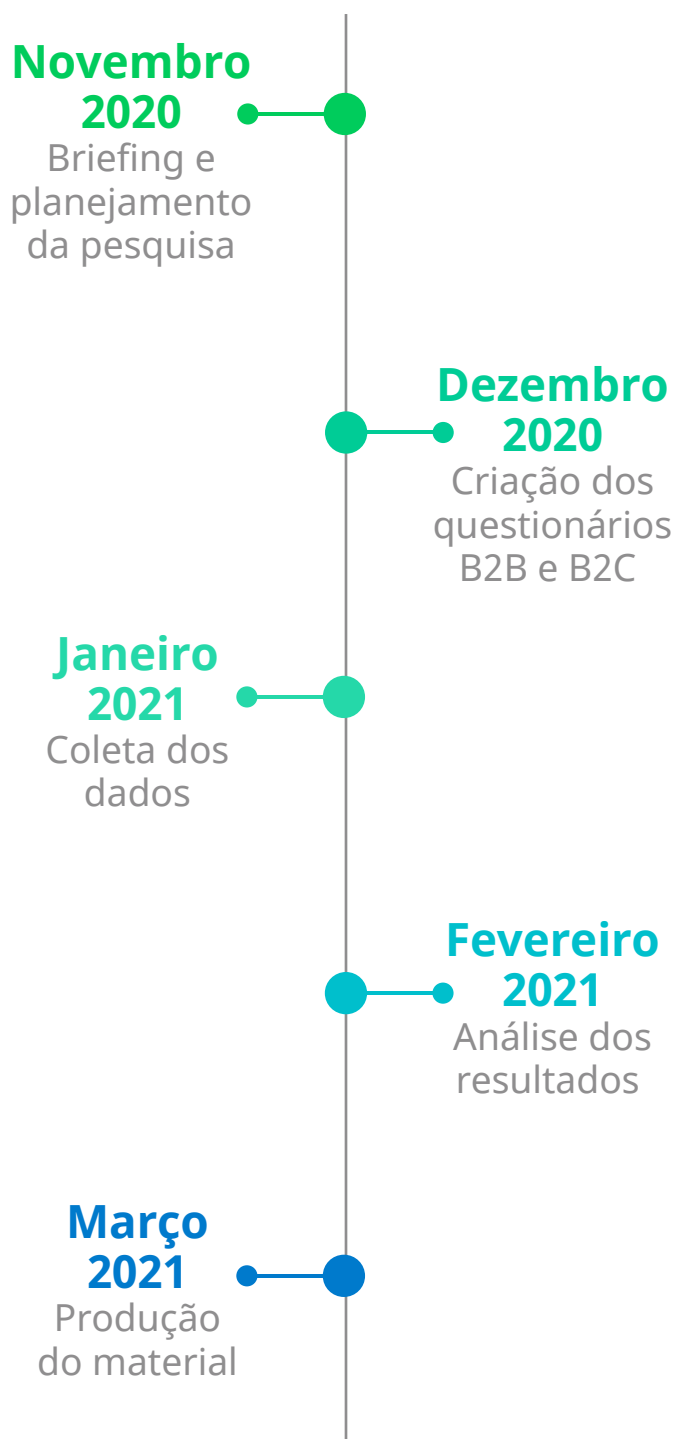 Novembro
2020
Briefing e
planejamento
da pesquisa
Dezembro
2020
Criação dos
questionários
B2B e B2C
Janeiro
2021
Coleta dos
dados
Fevereiro
2021
Análise dos
resultados
Março
2021
Produção
do material